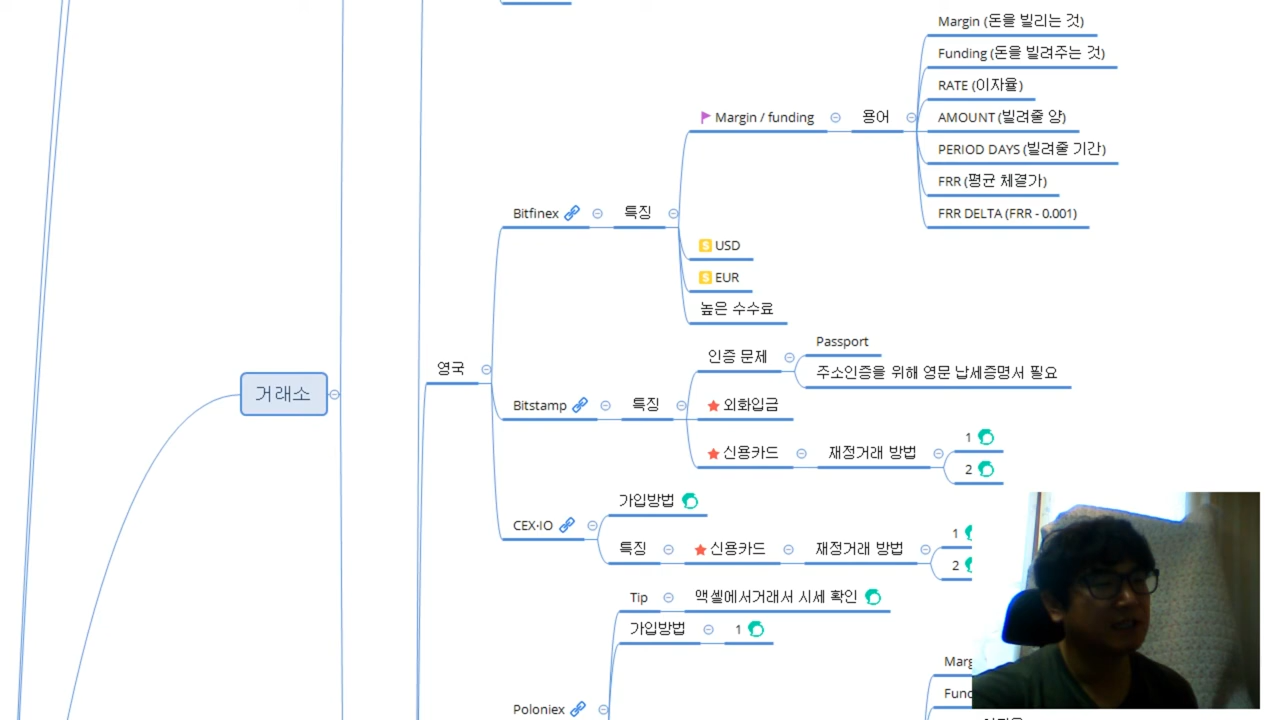 Margin (돈을 빌리는 것)
Funding (돈을 빌려주는 것)
RATE (이자율)
Margin / funding
용어
AMOUNT (빌려줄 양)
PERIOD DAYS (빌려줄 기간)
FRR (평균 체결가)
FRR DELTA (FRR - 0.001)
Bitfinex
특징
USD
EUR
높은 수수료
영국
거래소
인증 문제
Passport
주소인증을 위해 영문 납세증명서 필요
Bitstamp
특징
외화입금
신용카드
재정거래 방법
1
2
가입방법
CEX·IO
특징
신용카드
재정거래 방법
1
2
Tip
액셀에서거래서 시세 확인
가입방법
1
Poloniex